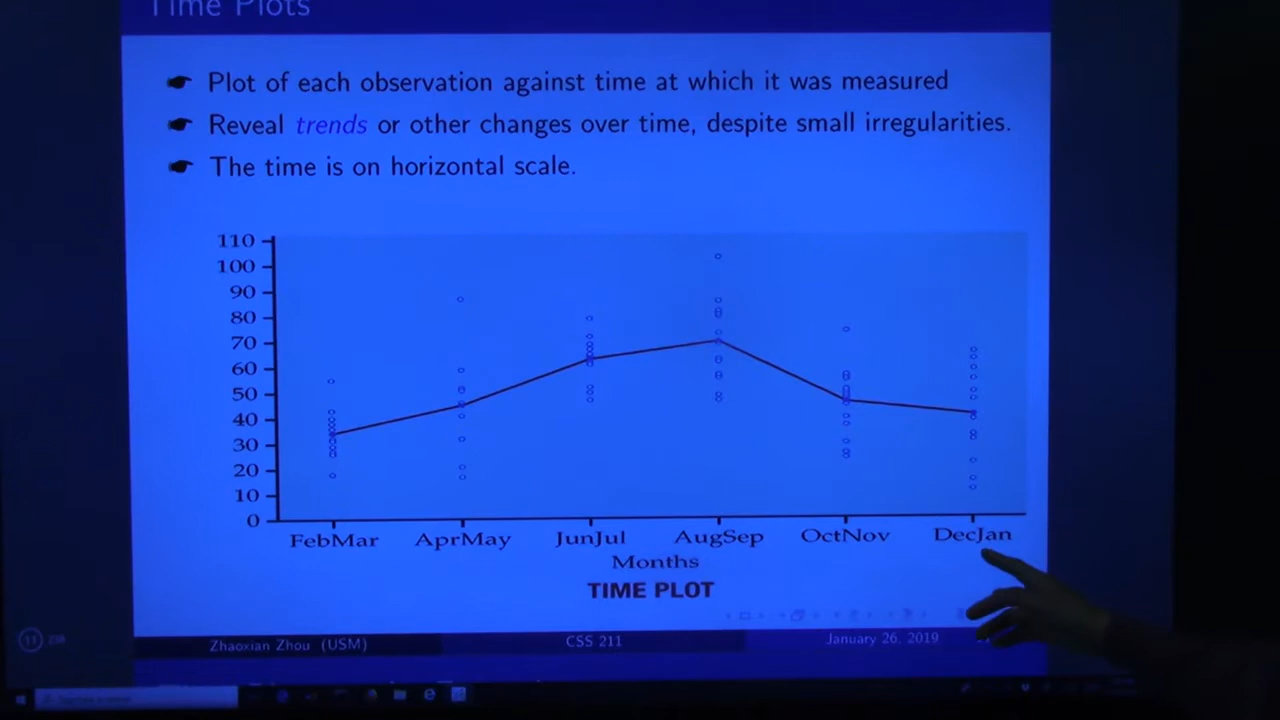 Time Plots
Plot of each observation against time at which it was measured
Reveal trends or other changes over time, despite small irregularities.
The time is on horizontal scale.
110
100
90
80
70
60
50
40
30
20
10
0
FebMar AprMay JunJul AugSep OctNov DecJan
Months
TIME PLOT
11
Zhaoxian Zhou (USM) CSS 211 January 26, 2019